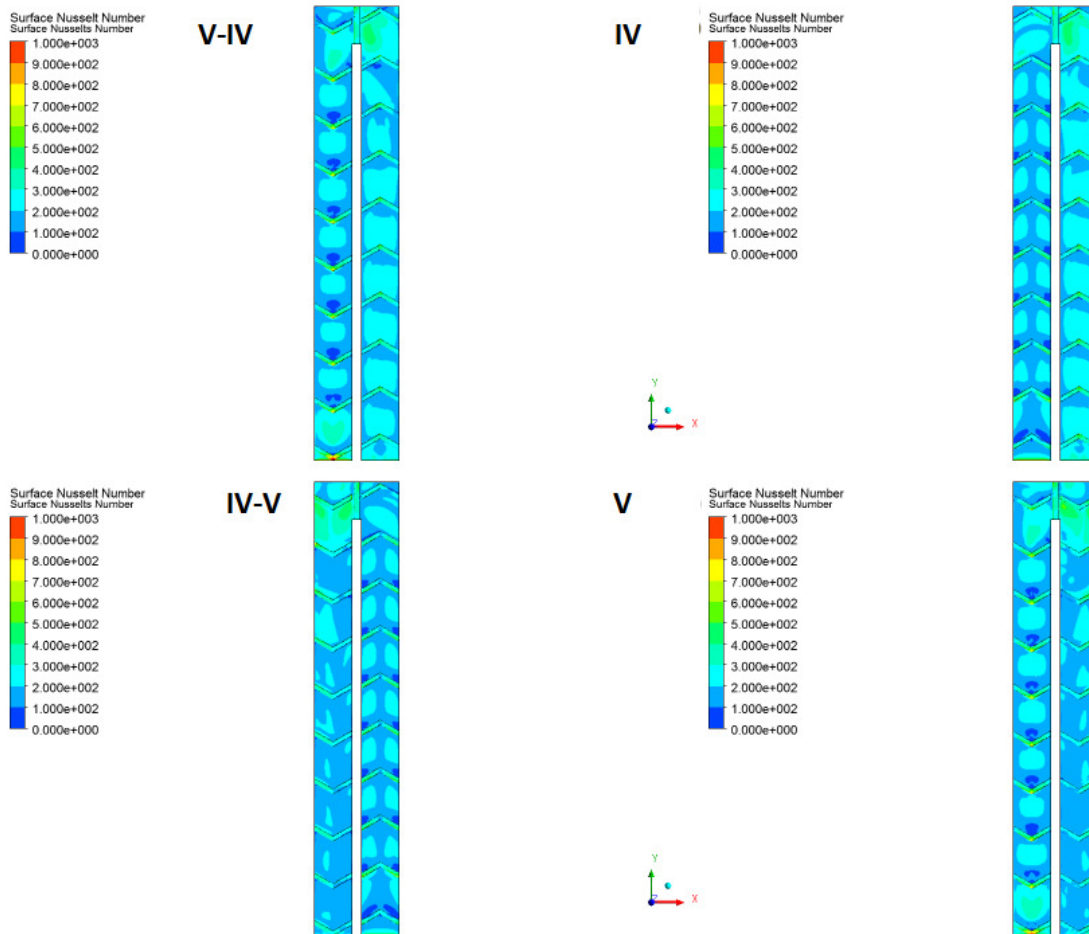 Surface Nusselt Number
Surface Nusselts Number
1.000e+003
9.000e+002
8.000e+002
7.000e+002
6.000e+002
5.000e+002
4.000e+002
3.000e+002
2.000e+002
1.000e+002
0.000e+000
V-IV
Surface Nusselt Number
Surface Nusselts Number
1.000e+003
9.000e+002
8.000e+002
7.000e+002
6.000e+002
5.000e+002
4.000e+002
3.000e+002
2.000e+002
1.000e+002
0.000e+000
IV
Y
X
Z
Surface Nusselt Number
Surface Nusselts Number
1.000e+003
9.000e+002
8.000e+002
7.000e+002
6.000e+002
5.000e+002
4.000e+002
3.000e+002
2.000e+002
1.000e+002
0.000e+000
IV-V
Surface Nusselt Number
Surface Nusselts Number
1.000e+003
9.000e+002
8.000e+002
7.000e+002
6.000e+002
5.000e+002
4.000e+002
3.000e+002
2.000e+002
1.000e+002
0.000e+000
V
Y
X
Z